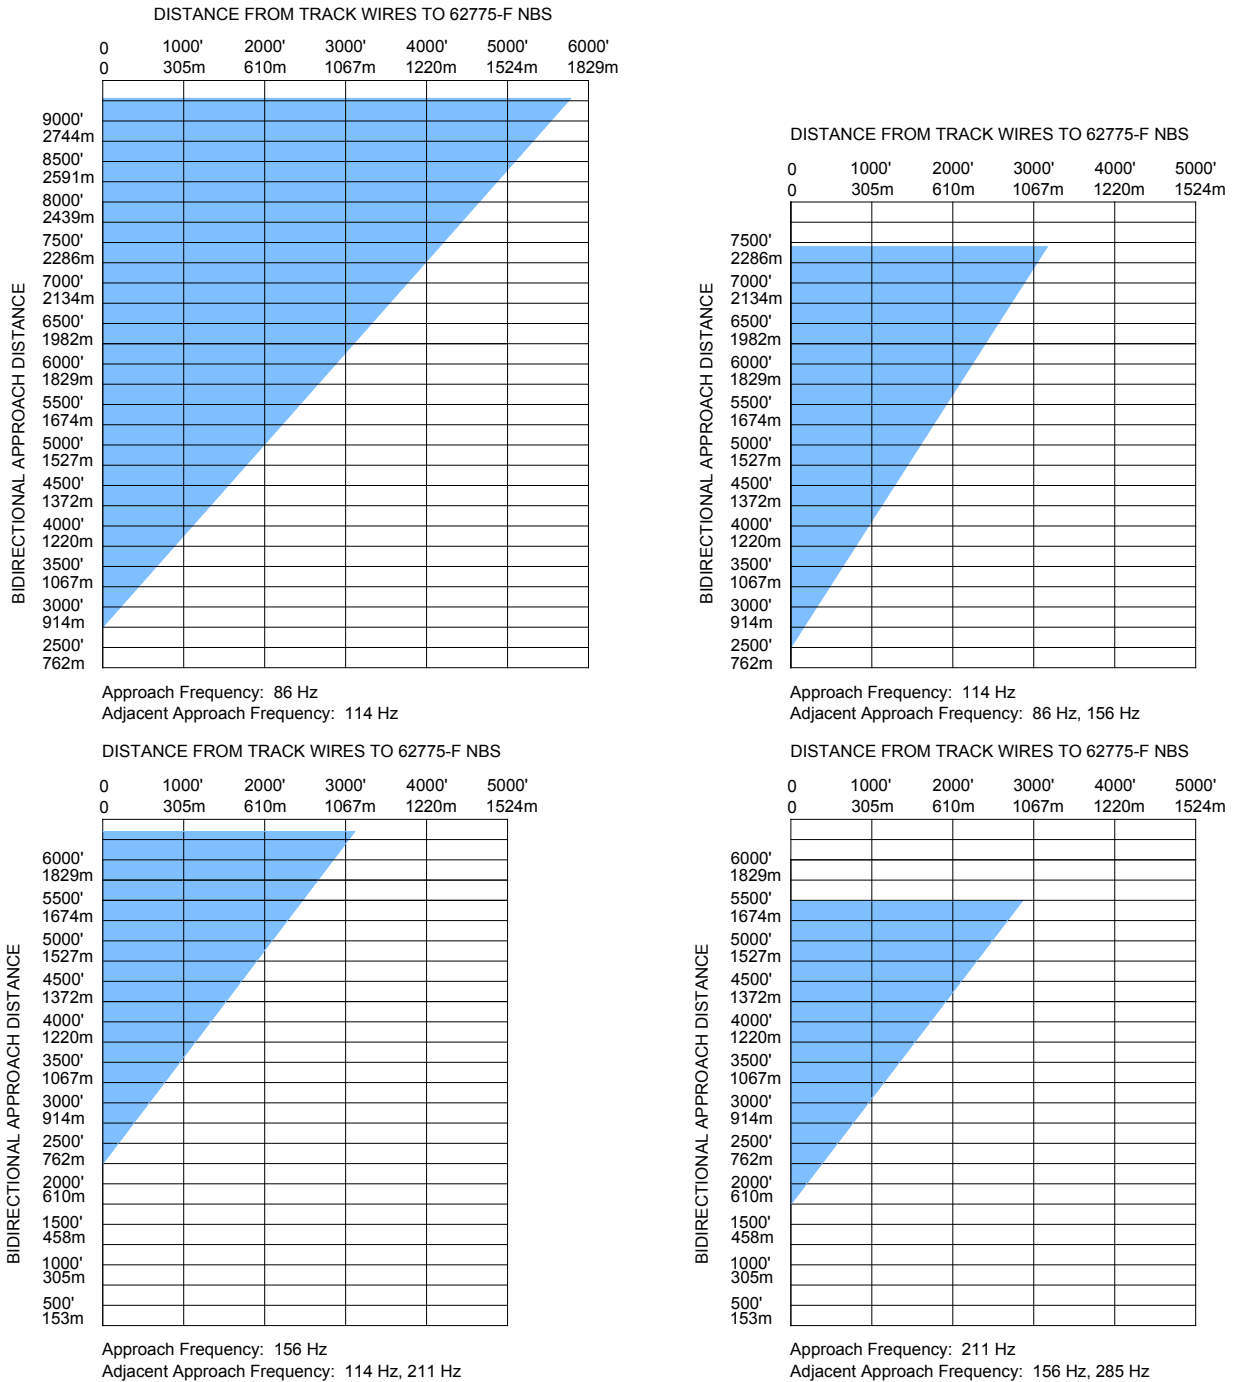 DISTANCE FROM TRACK WIRES TO 62775-F NBS
0 1000' 2000' 3000' 4000' 5000' 6000'
0 305m 610m 1067m 1220m 1524m 1829m
BIDIRECTIONAL APPROACH DISTANCE
9000'
2744m
8500'
2591m
8000'
2439m
7500'
2286m
7000'
2134m
6500'
1982m
6000'
1829m
5500'
1674m
5000'
1527m
4500'
1372m
4000'
1220m
3500'
1067m
3000'
914m
2500'
762m
Approach Frequency: 86 Hz
Adjacent Approach Frequency: 114 Hz
DISTANCE FROM TRACK WIRES TO 62775-F NBS
0 1000' 2000' 3000' 4000' 5000'
0 305m 610m 1067m 1220m 1524m
BIDIRECTIONAL APPROACH DISTANCE
7500'
2286m
7000'
2134m
6500'
1982m
6000'
1829m
5500'
1674m
5000'
1527m
4500'
1372m
4000'
1220m
3500'
1067m
3000'
914m
2500'
762m
Approach Frequency: 114 Hz
Adjacent Approach Frequency: 86 Hz, 156 Hz
DISTANCE FROM TRACK WIRES TO 62775-F NBS
0 1000' 2000' 3000' 4000' 5000'
0 305m 610m 1067m 1220m 1524m
BIDIRECTIONAL APPROACH DISTANCE
6000'
1829m
5500'
1674m
5000'
1527m
4500'
1372m
4000'
1220m
3500'
1067m
3000'
914m
2500'
762m
2000'
610m
1500'
458m
1000'
305m
500'
153m
Approach Frequency: 156 Hz
Adjacent Approach Frequency: 114 Hz, 211 Hz
DISTANCE FROM TRACK WIRES TO 62775-F NBS
0 1000' 2000' 3000' 4000' 5000'
0 305m 610m 1067m 1220m 1524m
BIDIRECTIONAL APPROACH DISTANCE
6000'
1829m
5500'
1674m
5000'
1527m
4500'
1372m
4000'
1220m
3500'
1067m
3000'
914m
2500'
762m
2000'
610m
1500'
458m
1000'
305m
500'
153m
Approach Frequency: 211 Hz
Adjacent Approach Frequency: 156 Hz, 285 Hz